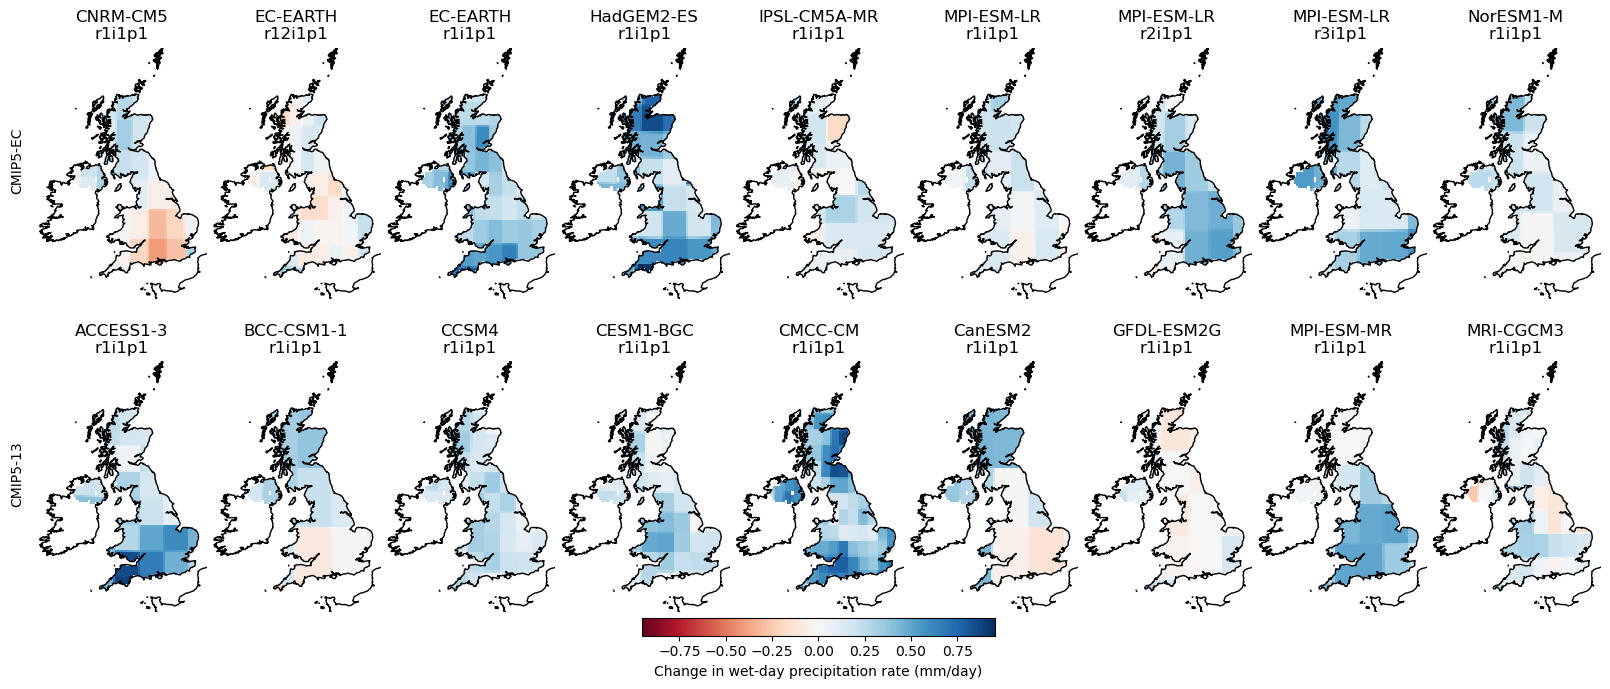 CNRM-CM5 EC-EARTH EC-EARTH HadGEM2-ES IPSL-CM5A-MR MPI-ESM-LR MPI-ESM-LR MPI-ESM-LR NorESM1-M
r1i1p1 r12i1p1 r1i1p1 r1i1p1 r1i1p1 r1i1p1 r2i1p1 r3i1p1 r1i1p1
CMIP5-EC
ACCESS1-3 BCC-CSM1-1 CCSM4 CESM1-BGC CMCC-CM CanESM2 GFDL-ESM2G MPI-ESM-MR MRI-CGCM3
r1i1p1 r1i1p1 r1i1p1 r1i1p1 r1i1p1 r1i1p1 r1i1p1 r1i1p1 r1i1p1
CMIP5-13
−0.75 −0.50 −0.25 0.00 0.25 0.50 0.75
Change in wet-day precipitation rate (mm/day)